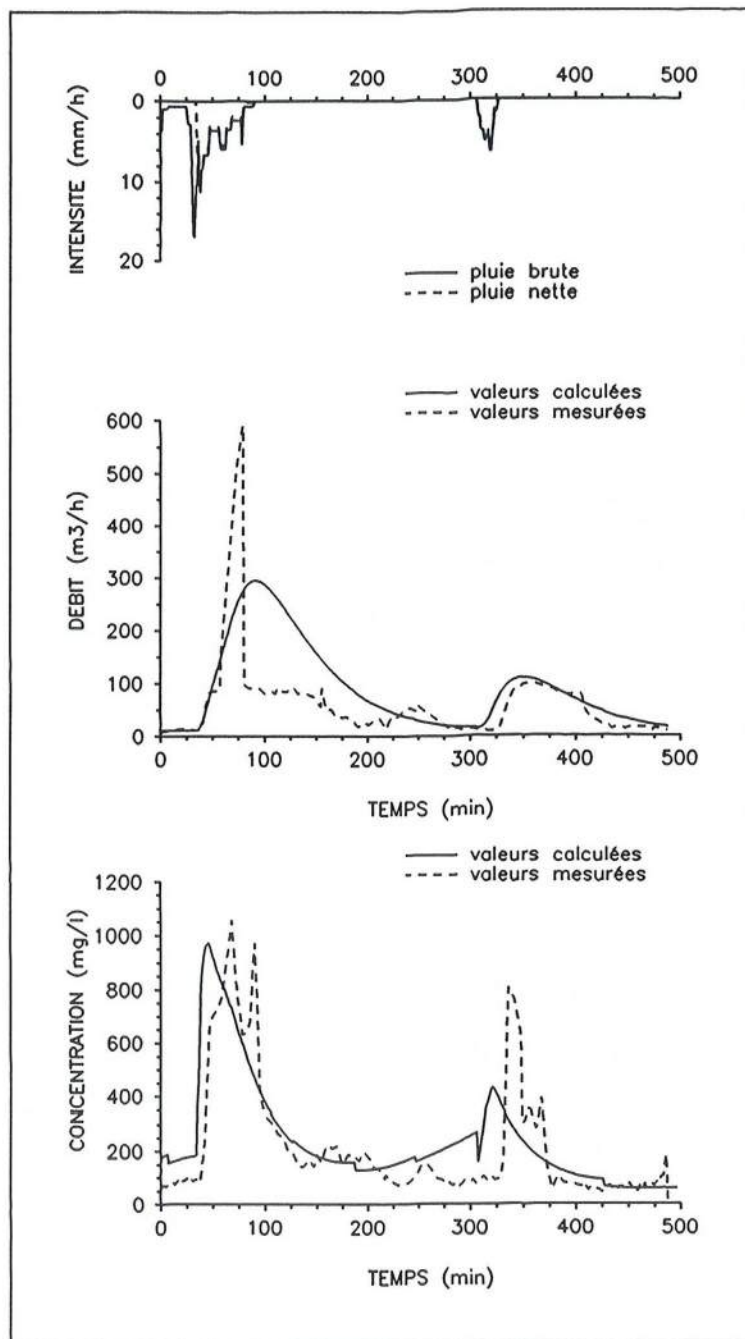 0 100 200 300 400 500
INTENSITE (mm/h)
0
10
20
pluie brute
pluie nette
valeurs calculées
valeurs mesurées
DEBIT (m3/h)
600
500
400
300
200
100
0
0 100 200 300 400 500
TEMPS (min)
valeurs calculées
valeurs mesurées
CONCENTRATION (mg/l)
1200
1000
800
600
400
200
0
0 100 200 300 400 500
TEMPS (min)